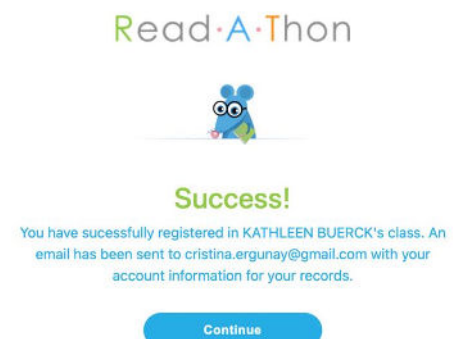 Read·A·Thon
Success!
You have sucessfully registered in KATHLEEN BUERCK's class. An
email has been sent to cristina.ergunay@gmail.com with your
account information for your records.
Continue